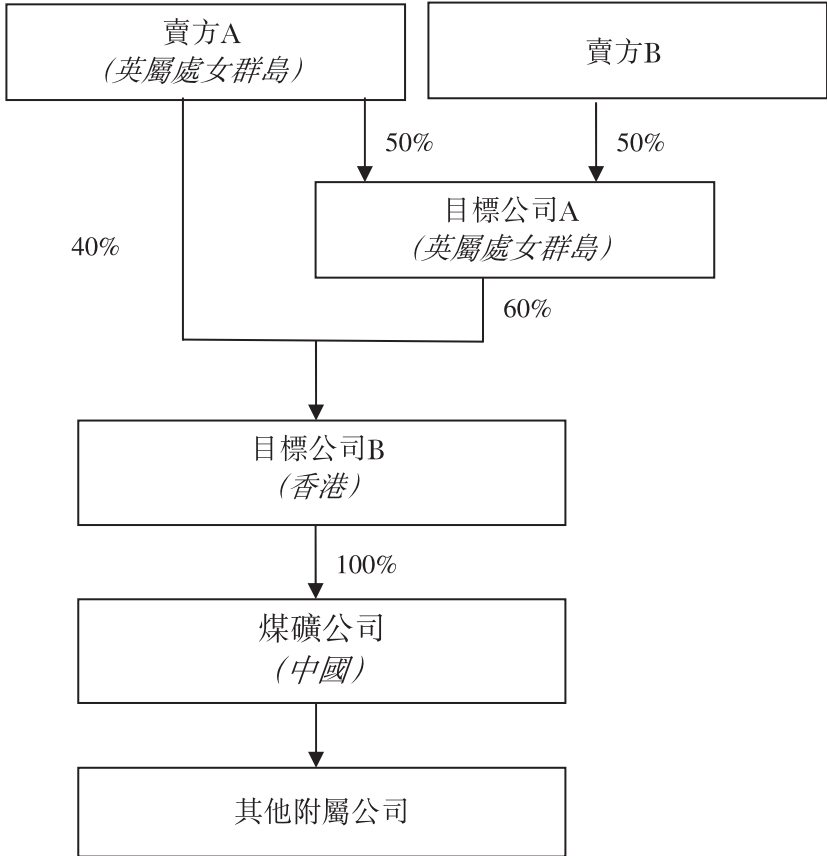 賣方A
（英屬處女群島）
賣方B
50%
50%
目標公司A
（英屬處女群島）
40%
60%
目標公司B
（香港）
100%
煤礦公司
（中國）
其他附屬公司